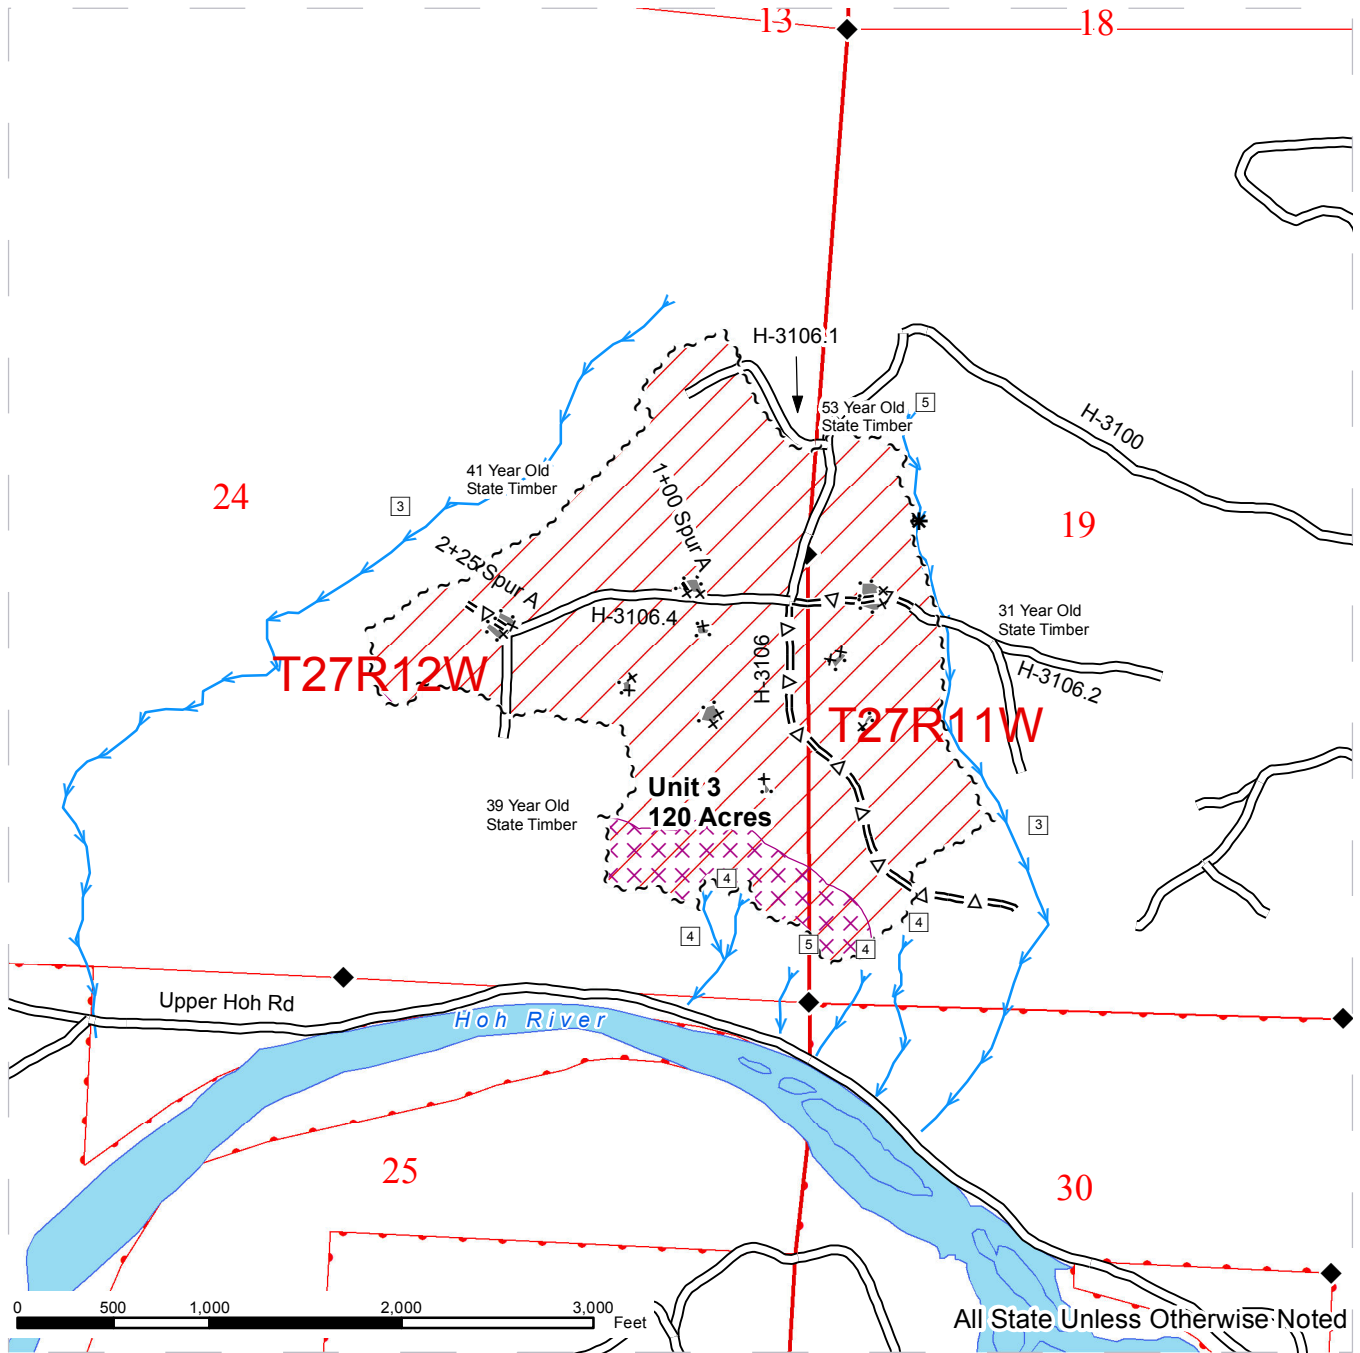 13
18
H-3106.1
53 Year Old
State Timber
5
H-3100
41 Year Old
State Timber
24
3
1+00 Spur A
19
2+25 Spur A
H-3106.4
31 Year Old
State Timber
H-3106
H-3106.2
T27R12W
T27R11W
Unit 3
120 Acres
39 Year Old
State Timber
3
4
4
4
5
4
Upper Hoh Rd
Hoh River
25
30
0 500 1,000 2,000 3,000
Feet
All State Unless Otherwise Noted